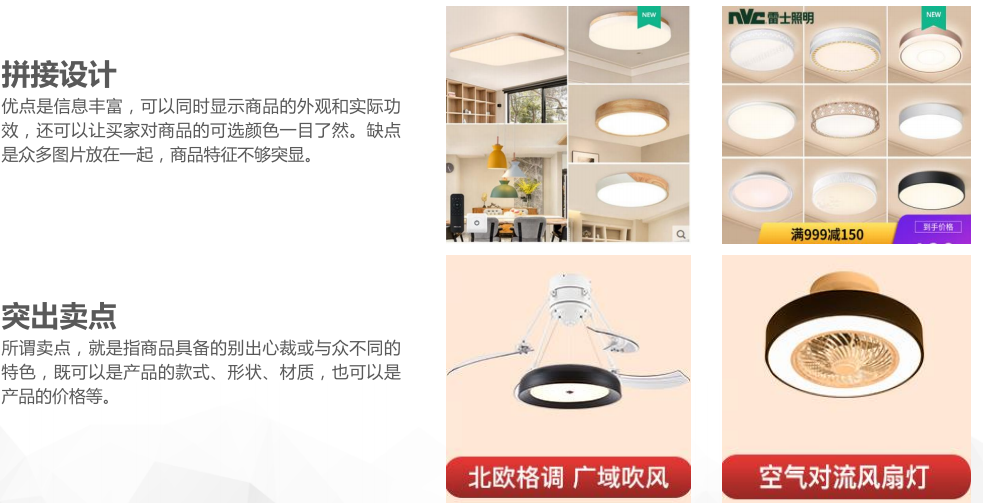 拼接设计
优点是信息丰富，可以同时显示商品的外观和实际功
效，还可以让买家对商品的可选颜色一目了然。缺点
是众多图片放在一起，商品特征不够突显。
NEW
nvc雷士照明
NEW
满999减150
到手价格
突出卖点
所谓卖点，就是指商品具备的别出心裁或与众不同的
特色，既可以是产品的款式、形状、材质，也可以是
产品的价格等。
北欧格调 广域吹风
空气对流风扇灯